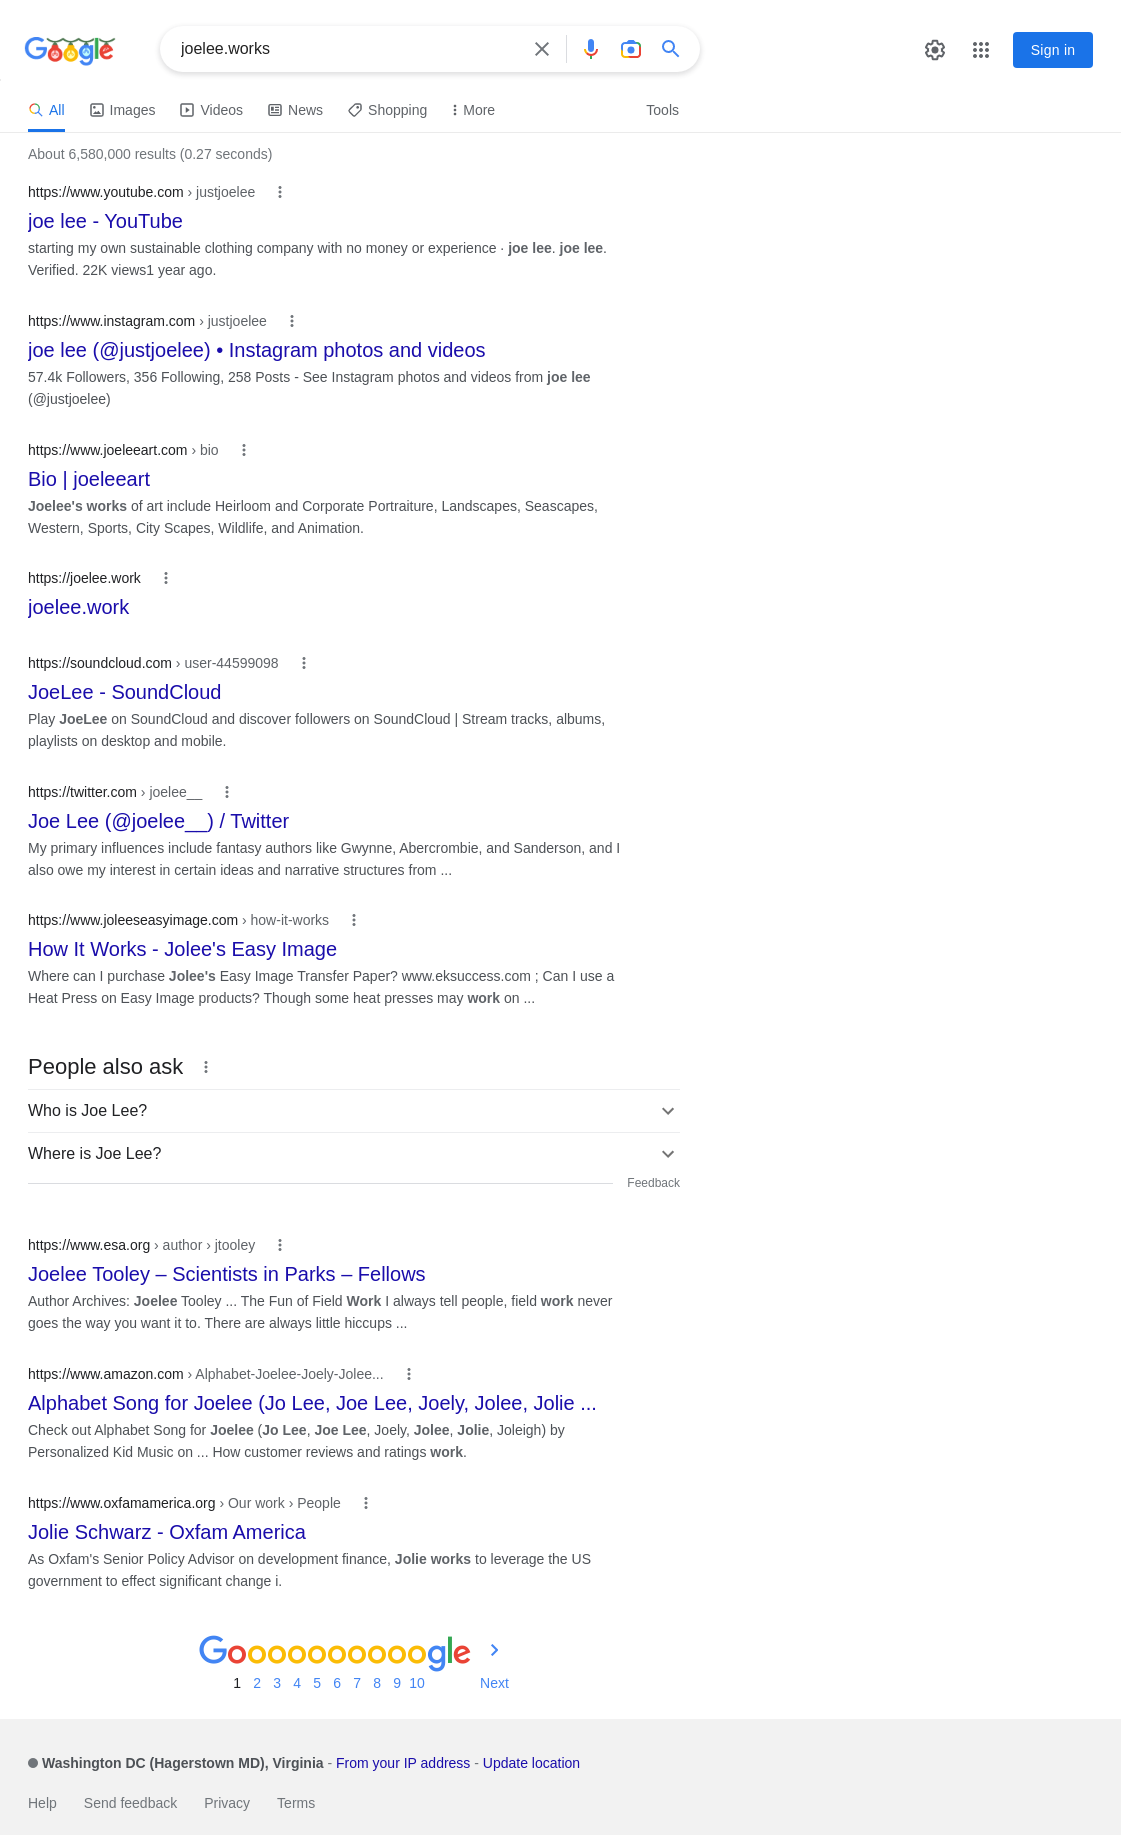 Google
joelee.works
Sign in
All
Images
Videos
News
Shopping
More
Tools
About 6,580,000 results (0.27 seconds)
https://www.youtube.com › justjoelee
joe lee - YouTube
starting my own sustainable clothing company with no money or experience · joe lee. joe lee.
Verified. 22K views1 year ago.
https://www.instagram.com › justjoelee
joe lee (@justjoelee) • Instagram photos and videos
57.4k Followers, 356 Following, 258 Posts - See Instagram photos and videos from joe lee
(@justjoelee)
https://www.joeleeart.com › bio
Bio | joeleeart
Joelee's works of art include Heirloom and Corporate Portraiture, Landscapes, Seascapes,
Western, Sports, City Scapes, Wildlife, and Animation.
https://joelee.work
joelee.work
https://soundcloud.com › user-44599098
JoeLee - SoundCloud
Play JoeLee on SoundCloud and discover followers on SoundCloud | Stream tracks, albums,
playlists on desktop and mobile.
https://twitter.com › joelee__
Joe Lee (@joelee__) / Twitter
My primary influences include fantasy authors like Gwynne, Abercrombie, and Sanderson, and I
also owe my interest in certain ideas and narrative structures from ...
https://www.joleeseasyimage.com › how-it-works
How It Works - Jolee's Easy Image
Where can I purchase Jolee's Easy Image Transfer Paper? www.eksuccess.com ; Can I use a
Heat Press on Easy Image products? Though some heat presses may work on ...
People also ask
Who is Joe Lee?
Where is Joe Lee?
Feedback
https://www.esa.org › author › jtooley
Joelee Tooley – Scientists in Parks – Fellows
Author Archives: Joelee Tooley ... The Fun of Field Work I always tell people, field work never
goes the way you want it to. There are always little hiccups ...
https://www.amazon.com › Alphabet-Joelee-Joely-Jolee...
Alphabet Song for Joelee (Jo Lee, Joe Lee, Joely, Jolee, Jolie ...
Check out Alphabet Song for Joelee (Jo Lee, Joe Lee, Joely, Jolee, Jolie, Joleigh) by
Personalized Kid Music on ... How customer reviews and ratings work.
https://www.oxfamamerica.org › Our work › People
Jolie Schwarz - Oxfam America
As Oxfam's Senior Policy Advisor on development finance, Jolie works to leverage the US
government to effect significant change i.
Goooooooooogle
1 2 3 4 5 6 7 8 9 10 Next
Washington DC (Hagerstown MD), Virginia - From your IP address - Update location
Help Send feedback Privacy Terms